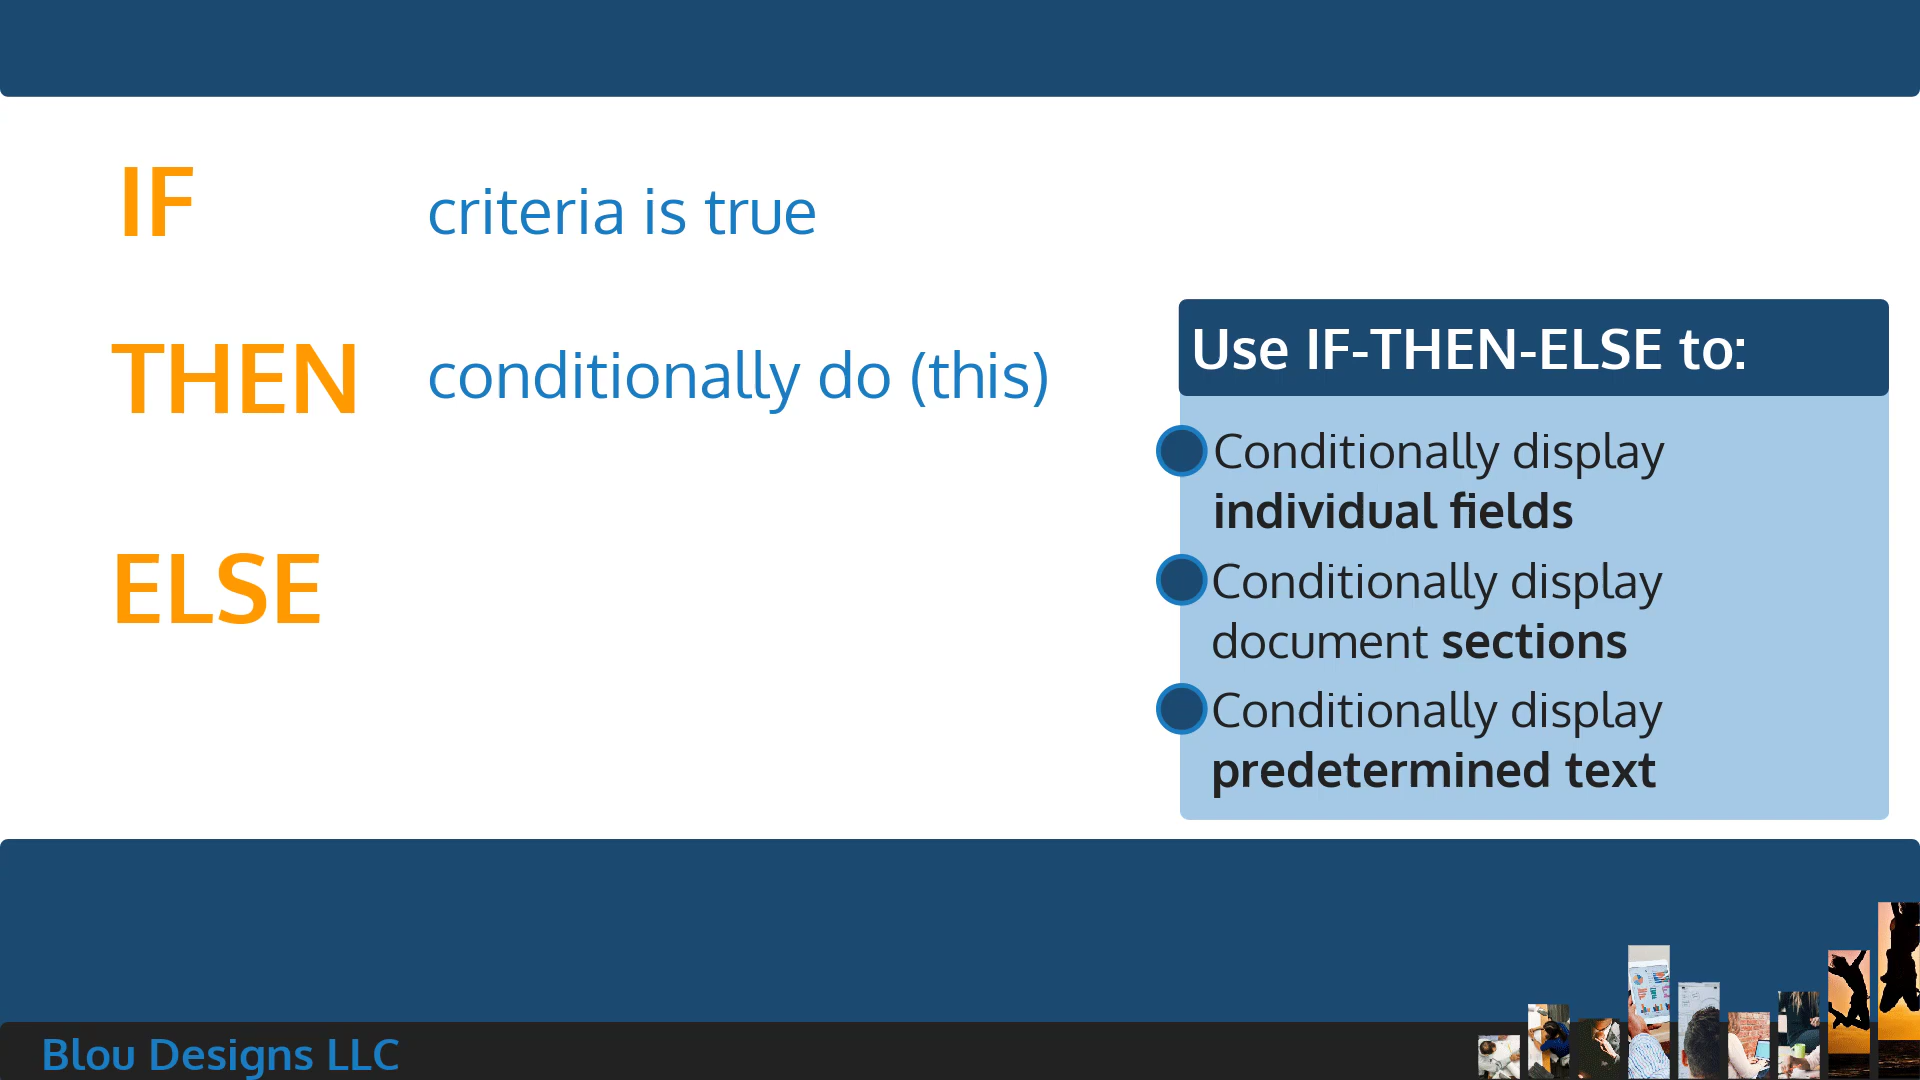 IF criteria is true
THEN conditionally do (this)
ELSE
Use IF-THEN-ELSE to:
Conditionally display
individual fields
Conditionally display
document sections
Conditionally display
predetermined text
Blou Designs LLC